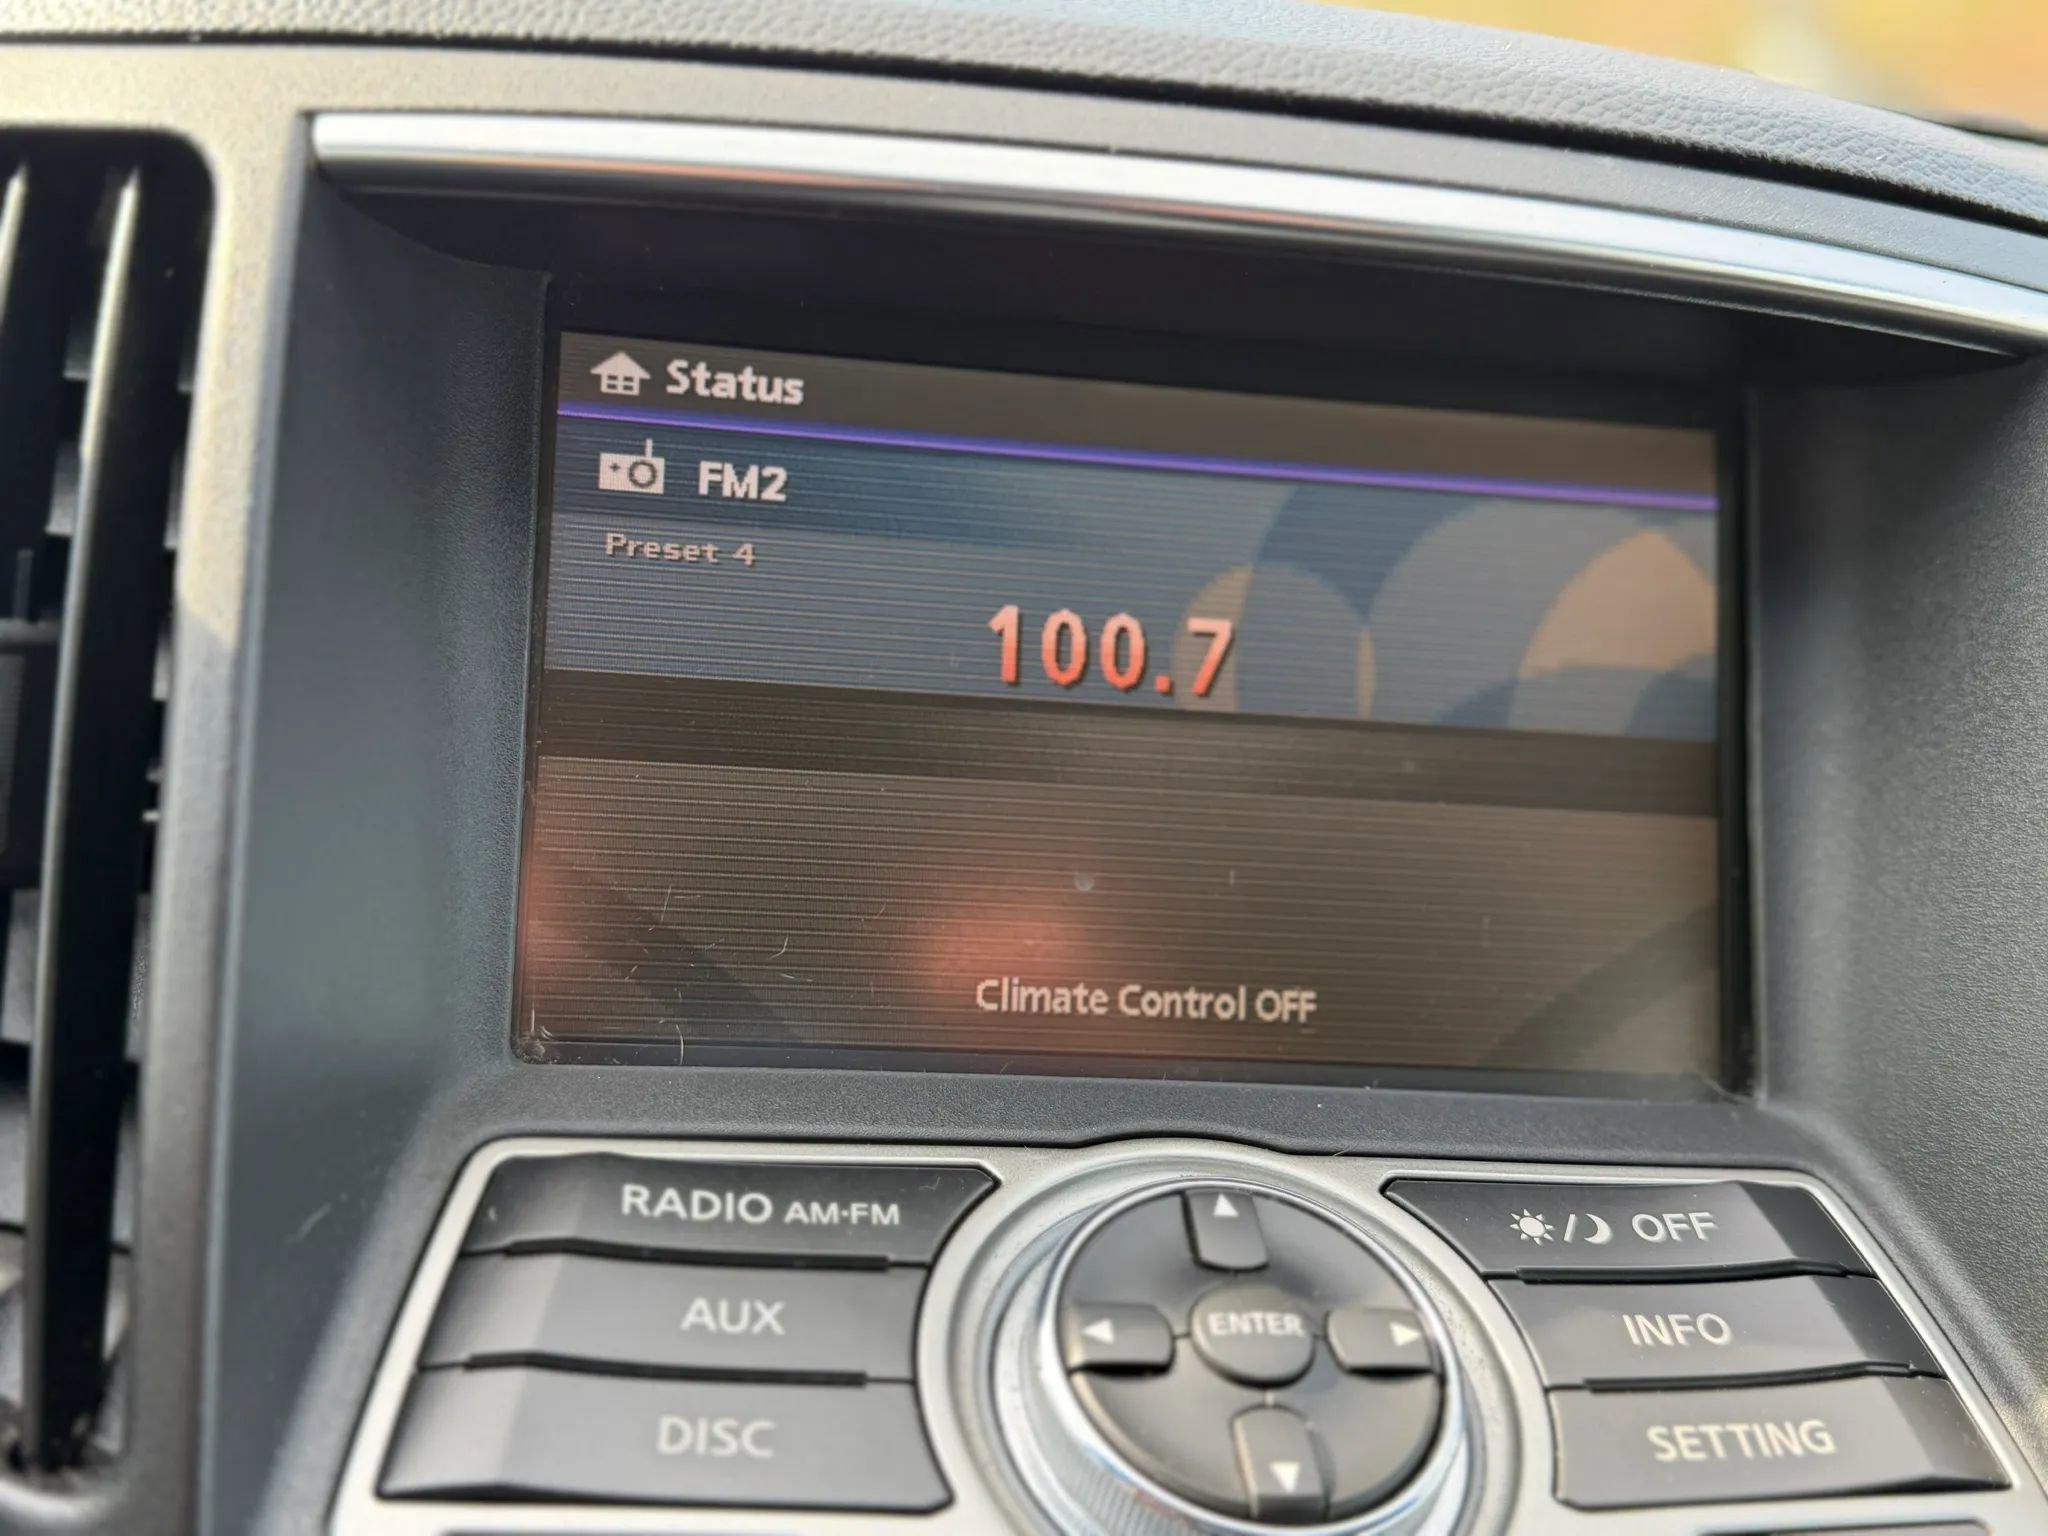 Status
FM2
Preset 4
100.7
Climate Control OFF
RADIO AM·FM
AUX
DISC
ENTER
OFF
INFO
SETTING